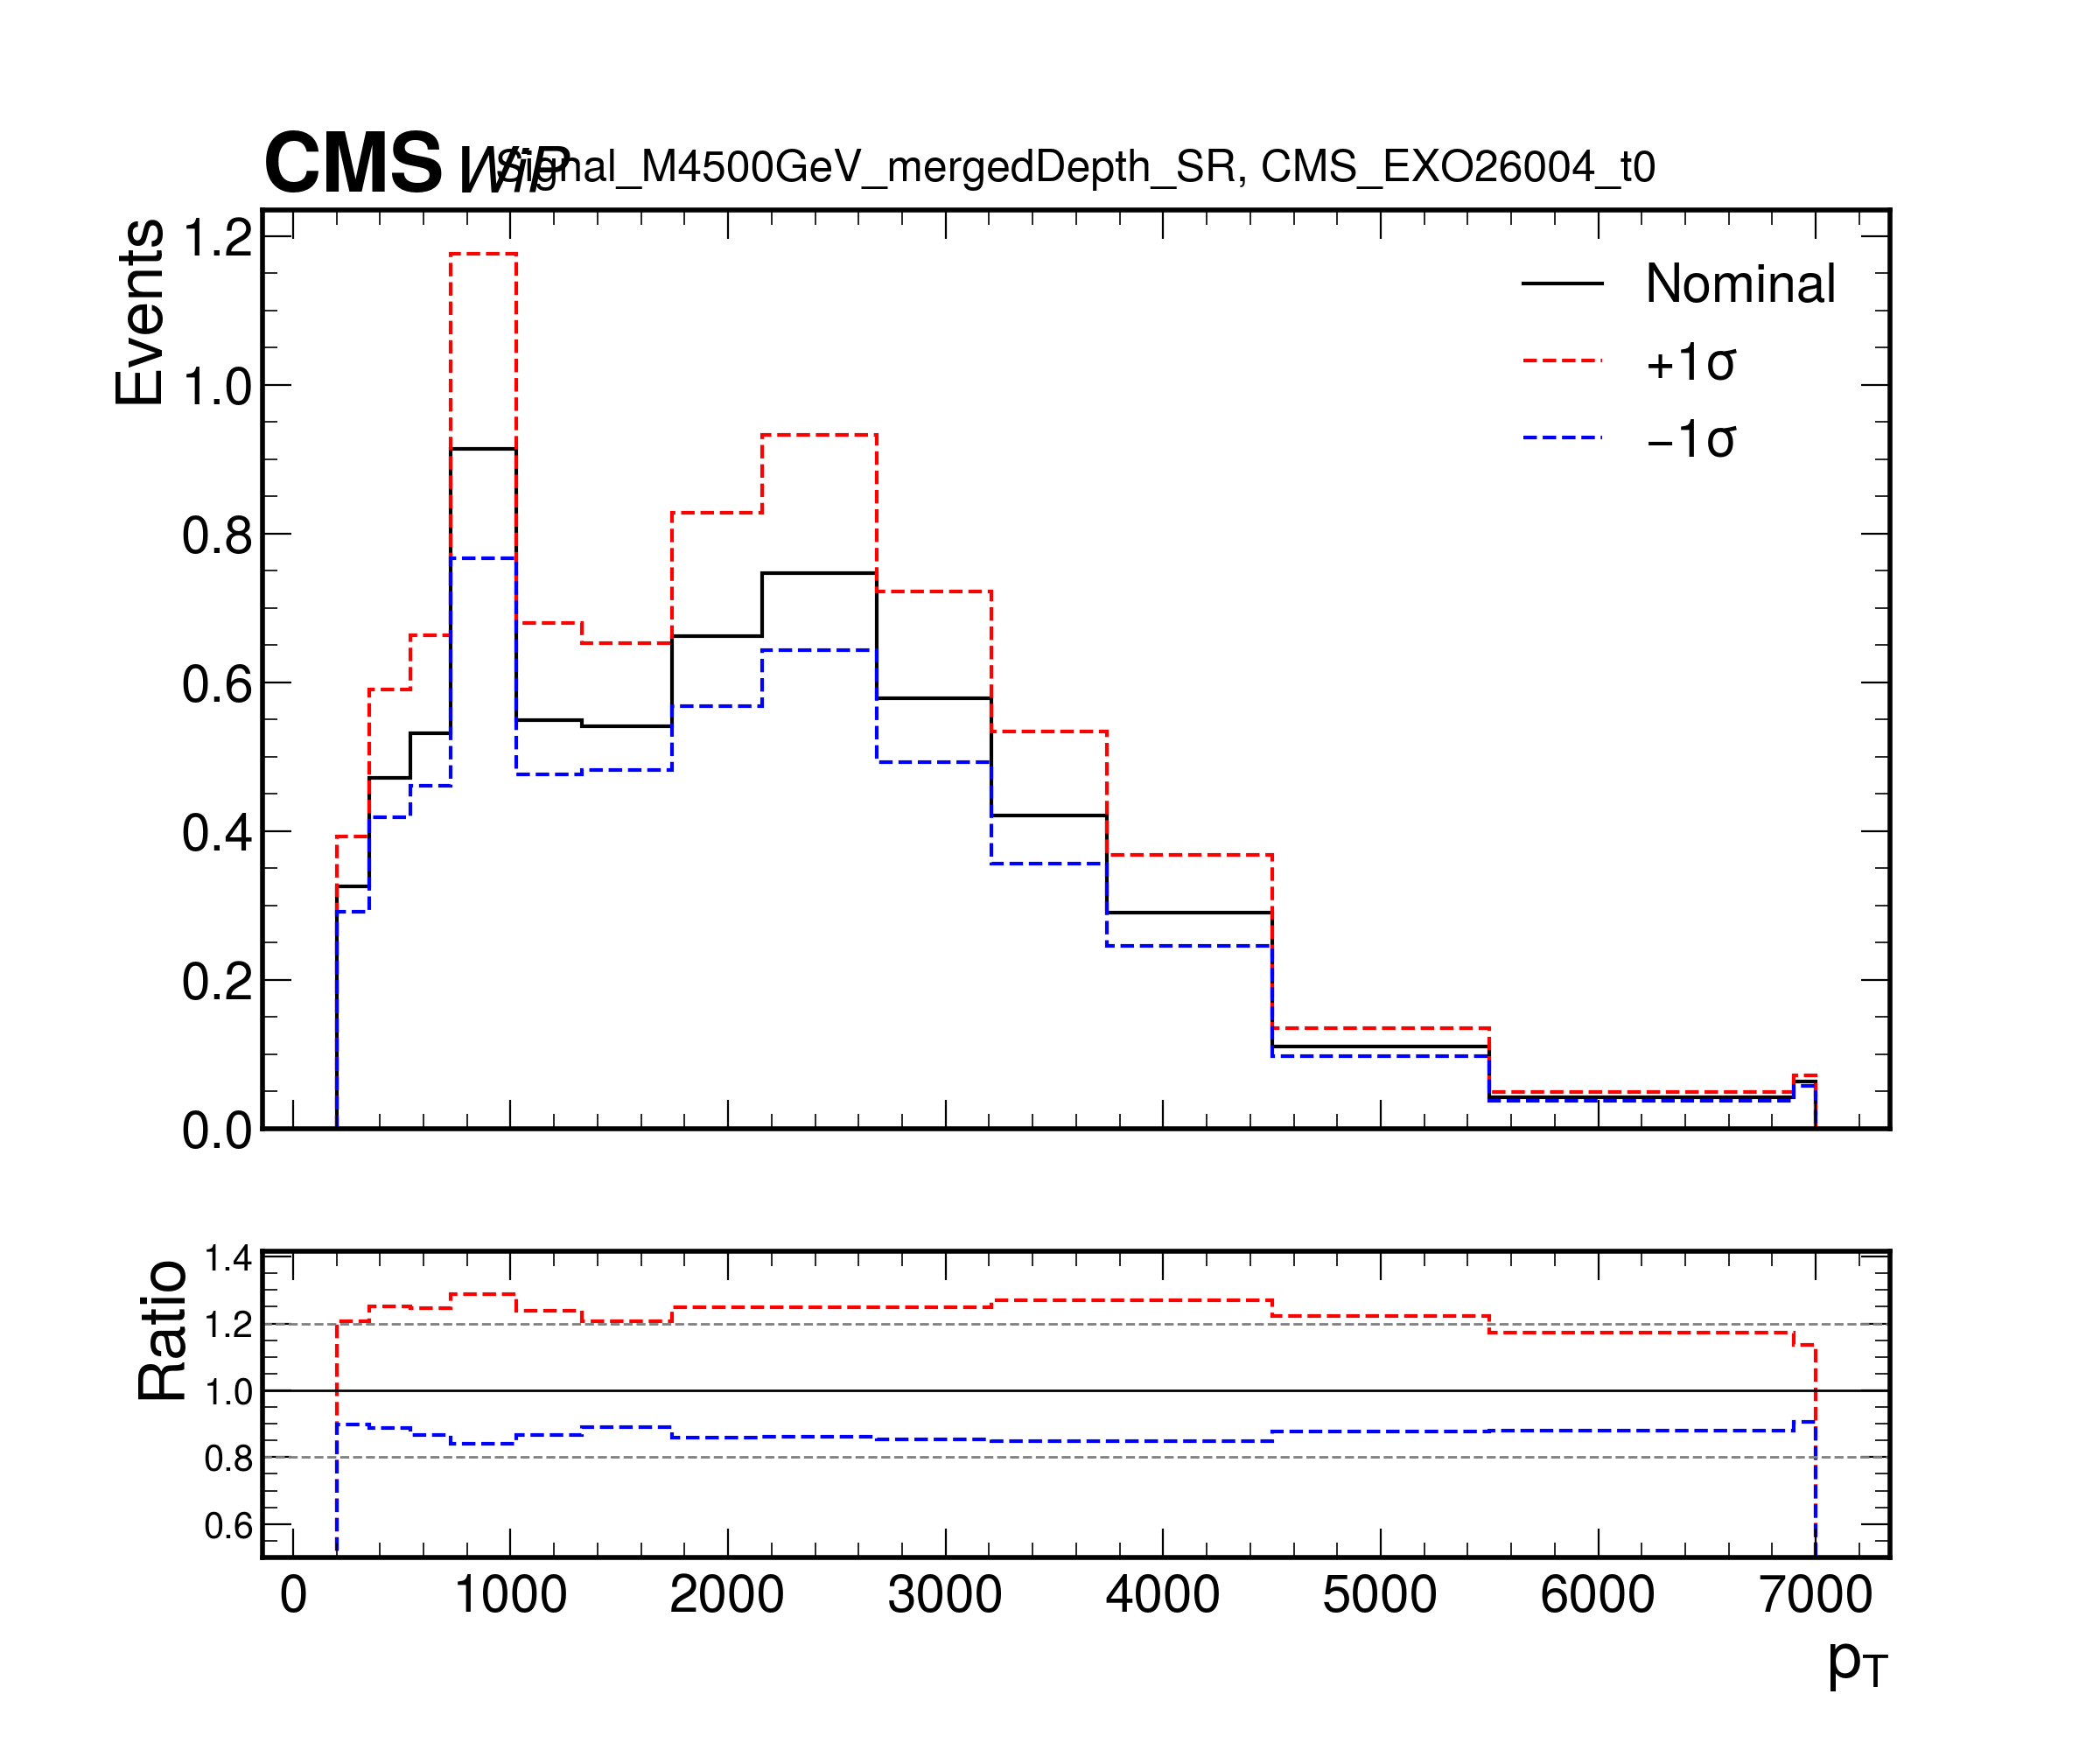 CMS WiP Signal_M4500GeV_mergedDepth_SR, CMS_EXO26004_t0
Events
1.2
1.0
0.8
0.6
0.4
0.2
0.0
Nominal
+1σ
−1σ
Ratio
1.4
1.2
1.0
0.8
0.6
0 1000 2000 3000 4000 5000 6000 7000
pT